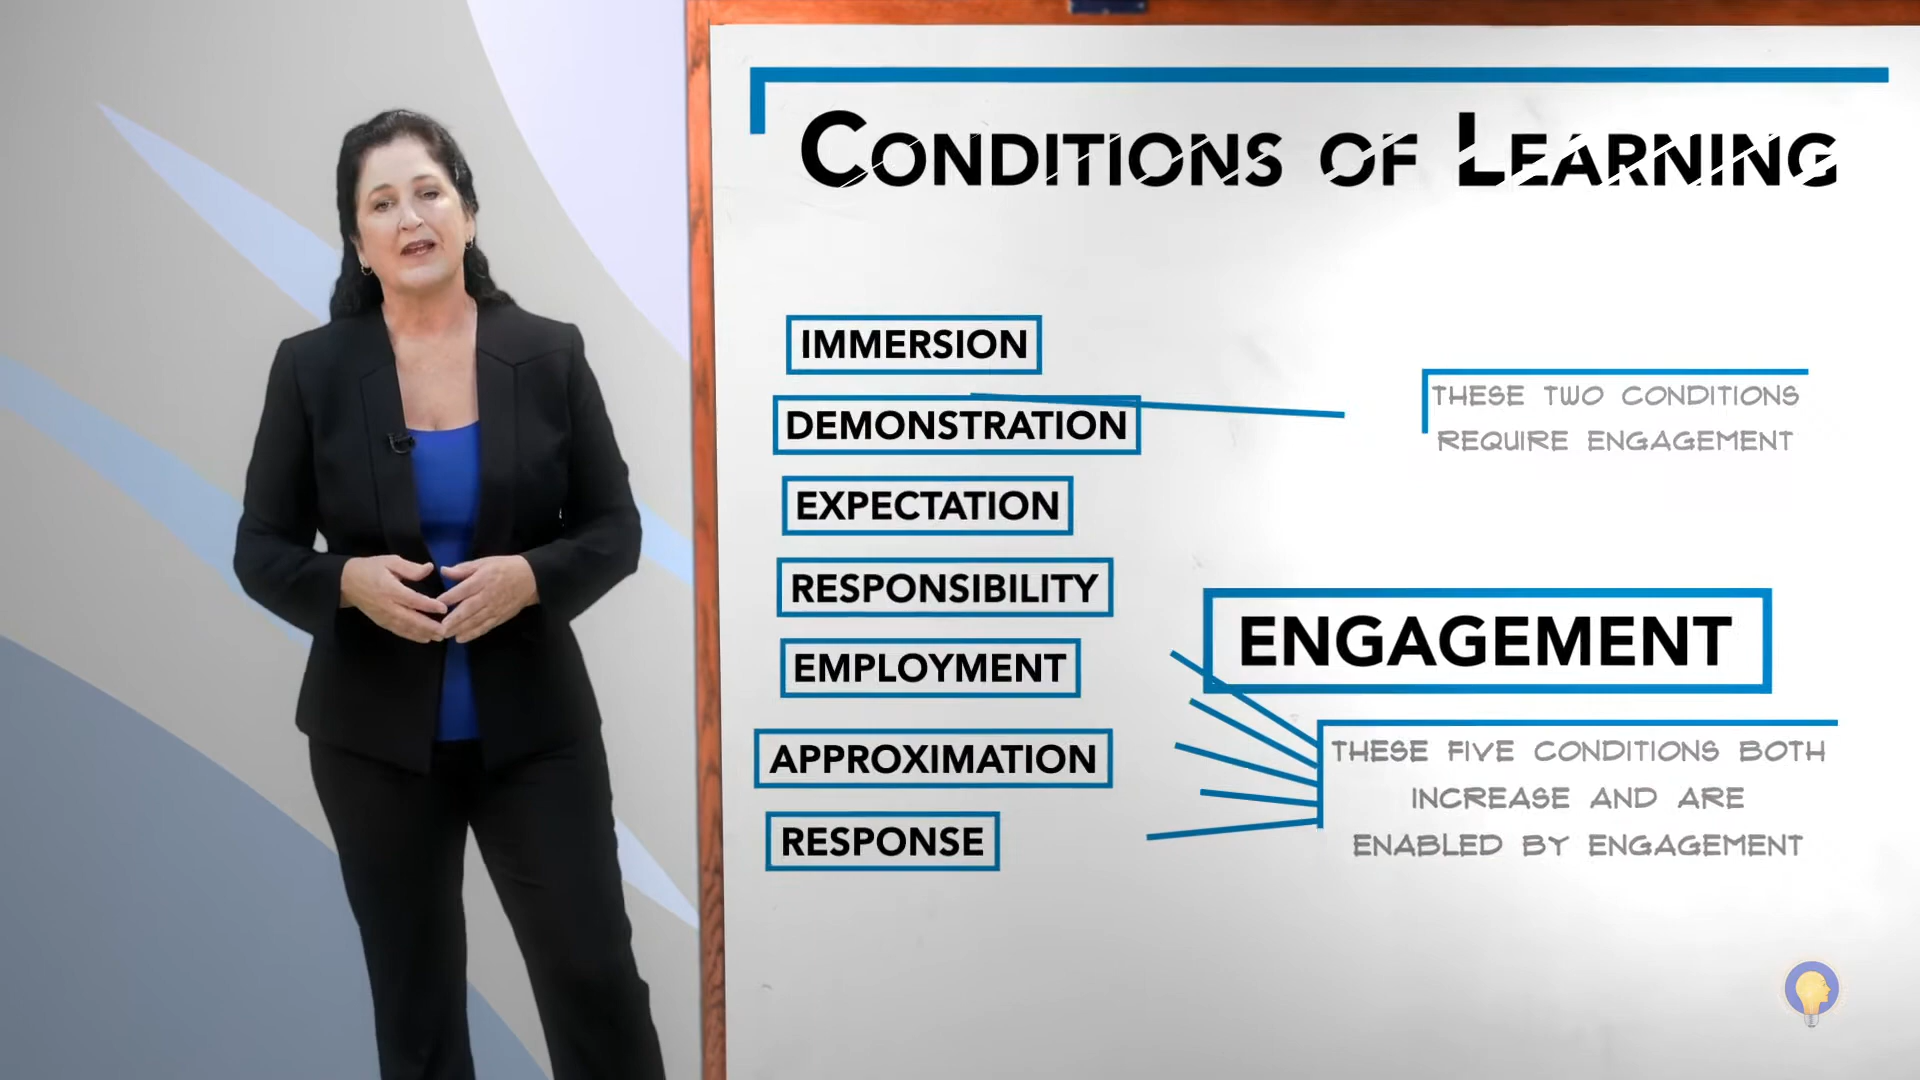 CONDITIONS OF LEARNING
IMMERSION
DEMONSTRATION
EXPECTATION
RESPONSIBILITY
EMPLOYMENT
APPROXIMATION
RESPONSE
THESE TWO CONDITIONS
REQUIRE ENGAGEMENT
ENGAGEMENT
THESE FIVE CONDITIONS BOTH
INCREASE AND ARE
ENABLED BY ENGAGEMENT